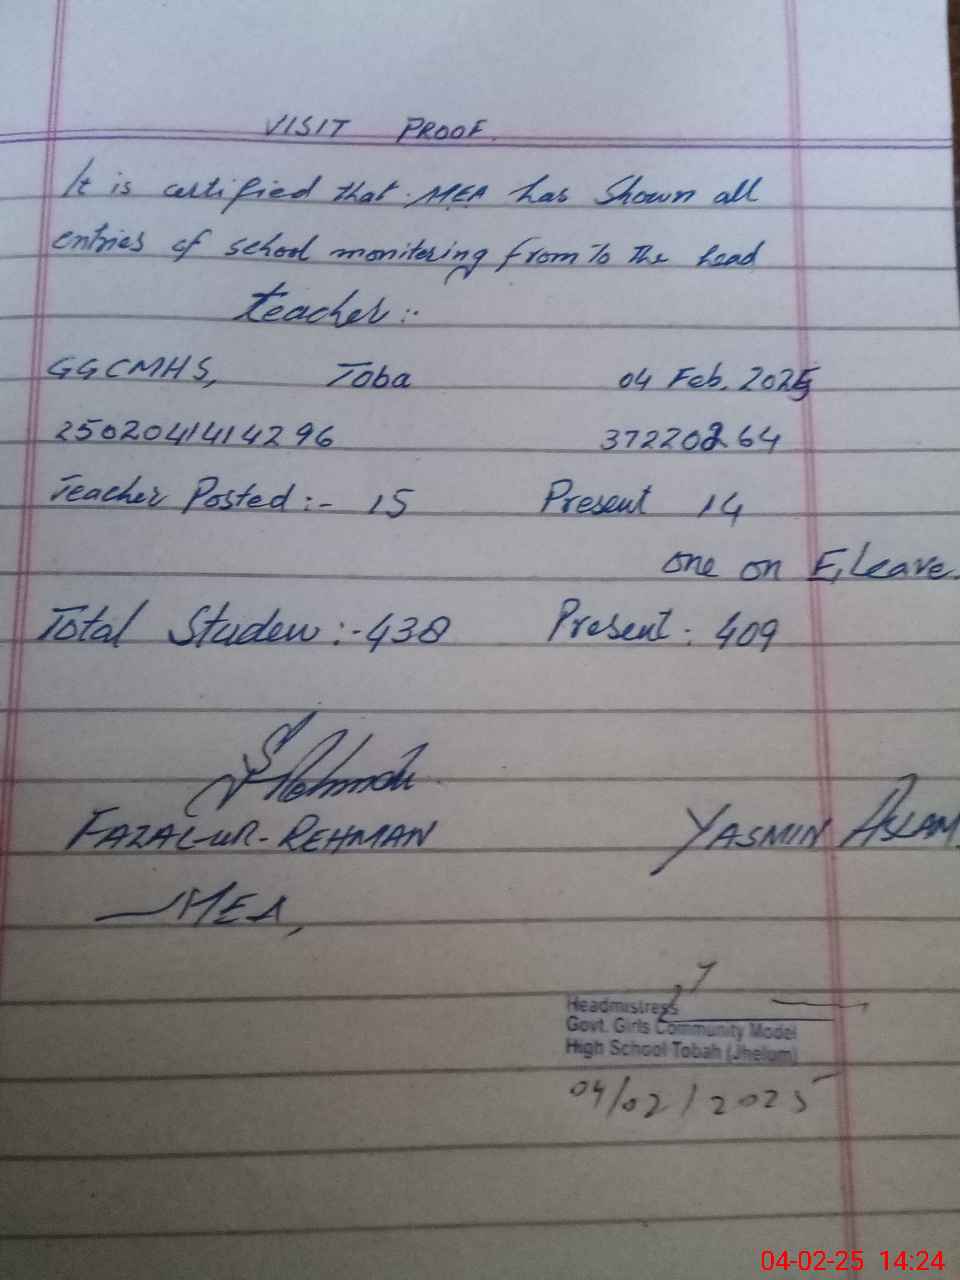 VISIT PROOF.
It is certified that MEA has Shown all
entries of school monitering from to the head
teacher :-
GGCMHS, Toba 04 Feb. 2025
2502041414296 37220264
Teacher Posted :- 15 Present 14
one on E, Leave.
Total Studen :- 438 Present : 409
FAZAL-UR-REHMAN YASMIN ASLAM
MEA,
Headmistress
Govt. Girls Community Model
High School Tobah (Jhelum)
04/02/2025
04-02-25 14:24